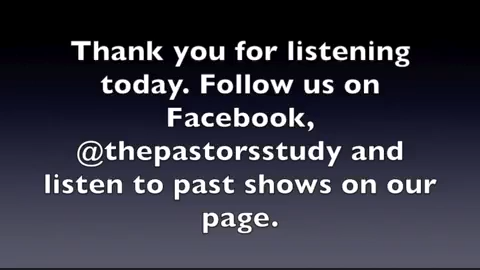 Thank you for listening
today. Follow us on
Facebook,
@thepastorsstudy and
listen to past shows on our
page.